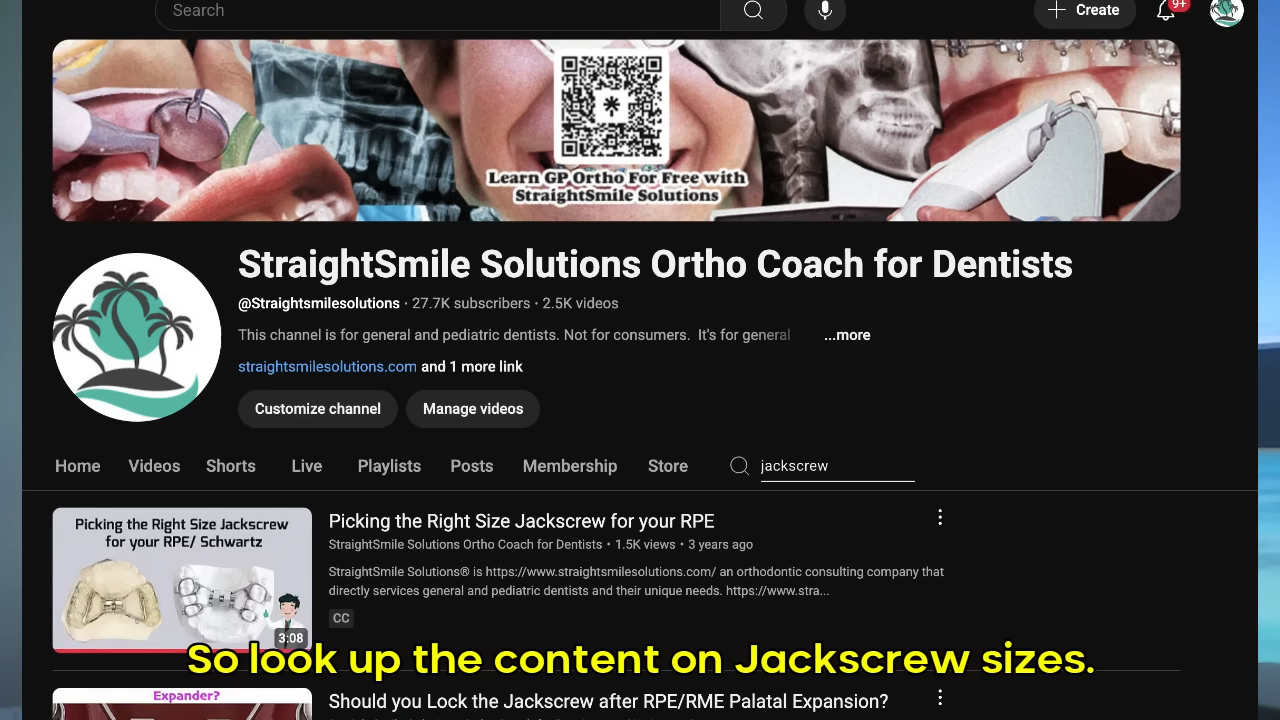 Search
Create
9+
Learn GP Ortho For Free with
StraightSmile Solutions
StraightSmile Solutions Ortho Coach for Dentists
@Straightsmilesolutions · 27.7K subscribers · 2.5K videos
This channel is for general and pediatric dentists. Not for consumers. It's for general ...more
straightsmilesolutions.com and 1 more link
Customize channel
Manage videos
Home Videos Shorts Live Playlists Posts Membership Store jackscrew
Picking the Right Size Jackscrew
for your RPE/ Schwartz
3:08
Picking the Right Size Jackscrew for your RPE
StraightSmile Solutions Ortho Coach for Dentists • 1.5K views • 3 years ago
StraightSmile Solutions® is https://www.straightsmilesolutions.com/ an orthodontic consulting company that
directly services general and pediatric dentists and their unique needs. https://www.stra...
CC
So look up the content on Jackscrew sizes.
Expander?
Should you Lock the Jackscrew after RPE/RME Palatal Expansion?